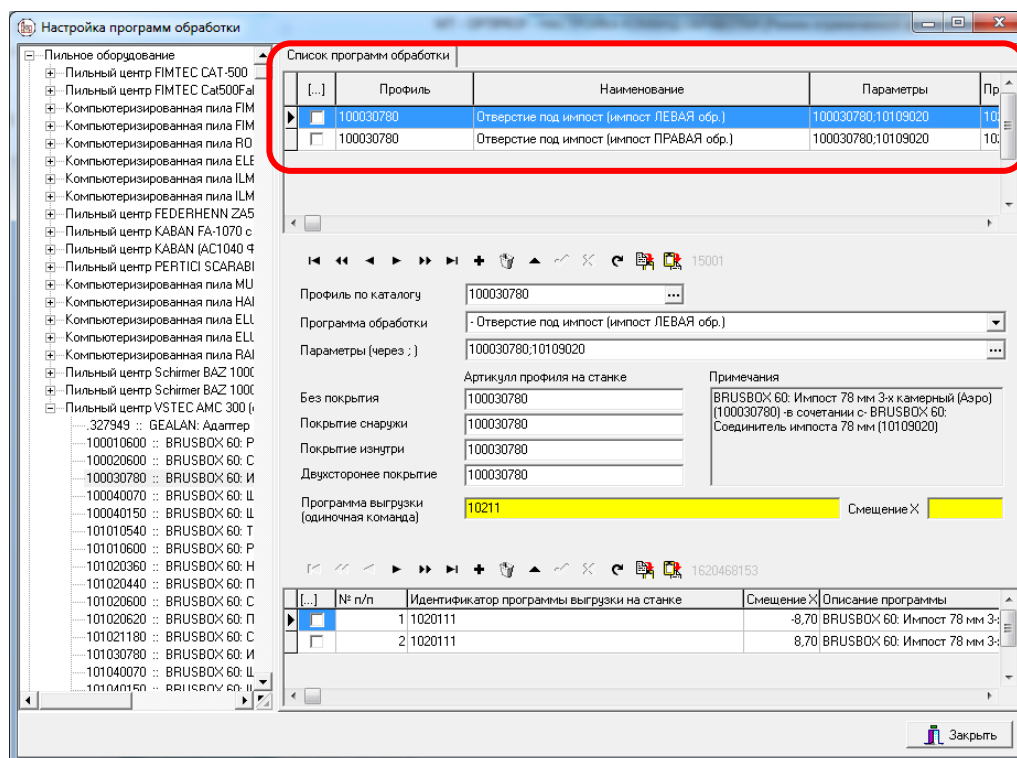 Настройка программ обработки
Пильное оборудование
Пильный центр FIMTEC CAT-500
Пильный центр FIMTEC Cat500Fal
Компьютеризированная пила FIM
Компьютеризированная пила FIM
Компьютеризированная пила RO
Компьютеризированная пила ELE
Компьютеризированная пила ILM
Компьютеризированная пила ILM
Пильный центр FEDERHENN ZA5
Пильный центр KABAN FA-1070 с
Пильный центр KABAN (AC1040 Ф
Пильный центр PERTICI SCARABI
Компьютеризированная пила MU
Компьютеризированная пила HAI
Компьютеризированная пила ELL
Компьютеризированная пила ELL
Компьютеризированная пила RAI
Пильный центр Schirmer BAZ 100(
Пильный центр Schirmer BAZ 100(
Пильный центр VSTEC AMC 300 (
.327949 :: GEALAN: Адаптер
100010600 :: BRUSBOX 60: Р
100020600 :: BRUSBOX 60: С
100030780 :: BRUSBOX 60: И
100040070 :: BRUSBOX 60: Ш
100040150 :: BRUSBOX 60: Ш
101010540 :: BRUSBOX 60: Т
101010600 :: BRUSBOX 60: Р
101020360 :: BRUSBOX 60: Н
101020440 :: BRUSBOX 60: П
101020600 :: BRUSBOX 60: С
101020620 :: BRUSBOX 60: П
101021180 :: BRUSBOX 60: С
101030780 :: BRUSBOX 60: И
101040070 :: BRUSBOX 60: Ш
101040150 :: BRUSBOX 60: Ш
Список программ обработки
[...] Профиль Наименование Параметры Пр
100030780 Отверстие под импост (импост ЛЕВАЯ обр.) 100030780;10109020 10
100030780 Отверстие под импост (импост ПРАВАЯ обр.) 100030780;10109020 10
15001
Профиль по каталогу 100030780 ...
Программа обработки - Отверстие под импост (импост ЛЕВАЯ обр.)
Параметры (через ; ) 100030780;10109020 ...
Артикулл профиля на станке Примечания
Без покрытия 100030780
Покрытие снаружи 100030780
Покрытие изнутри 100030780
Двухсторонее покрытие 100030780
BRUSBOX 60: Импост 78 мм 3-х камерный (Аэро)
(100030780) -в сочетании с- BRUSBOX 60:
Соединитель импоста 78 мм (10109020)
Программа выгрузки
(одиночная команда) 10211 Смещение X
1620468153
[...] № п/п Идентификатор программы выгрузки на станке Смещение X Описание программы
1 1020111 -8,70 BRUSBOX 60: Импост 78 мм 3-
2 1020111 8,70 BRUSBOX 60: Импост 78 мм 3-
Закрыть